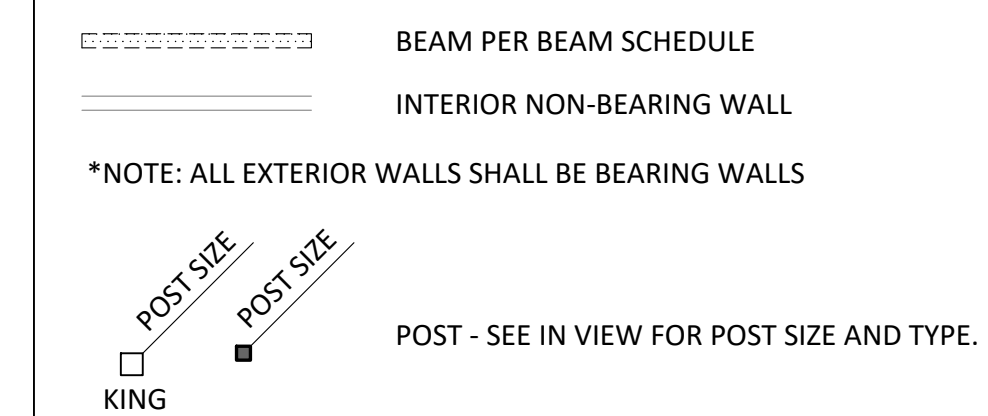 BEAM PER BEAM SCHEDULE
INTERIOR NON-BEARING WALL
*NOTE: ALL EXTERIOR WALLS SHALL BE BEARING WALLS
POST SIZE
POST SIZE
POST - SEE IN VIEW FOR POST SIZE AND TYPE.
KING